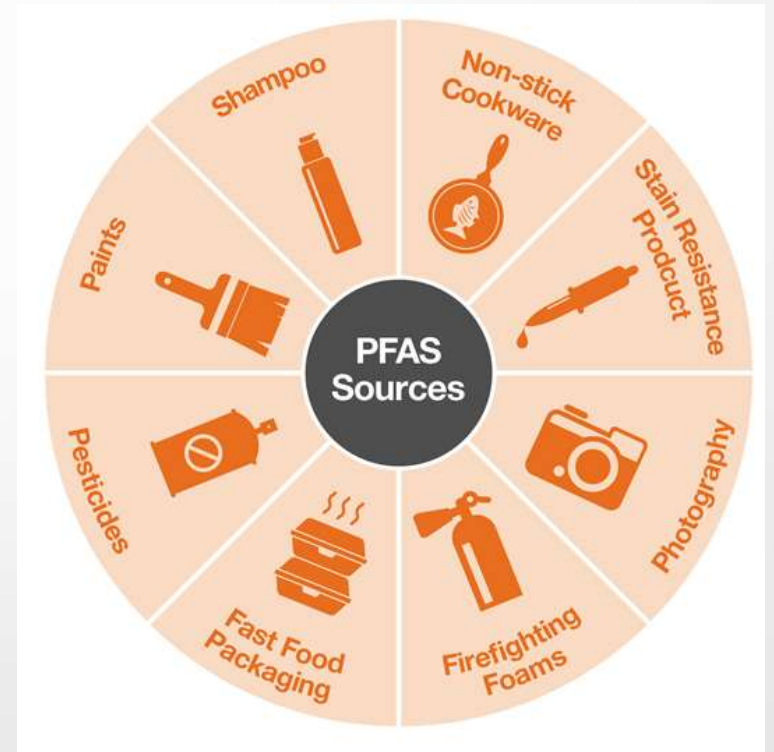 PFAS
Sources
Non-stick
Cookware
Stain Resistance
Prodcuct
Photography
Firefighting
Foams
Fast Food
Packaging
Pesticides
Paints
Shampoo